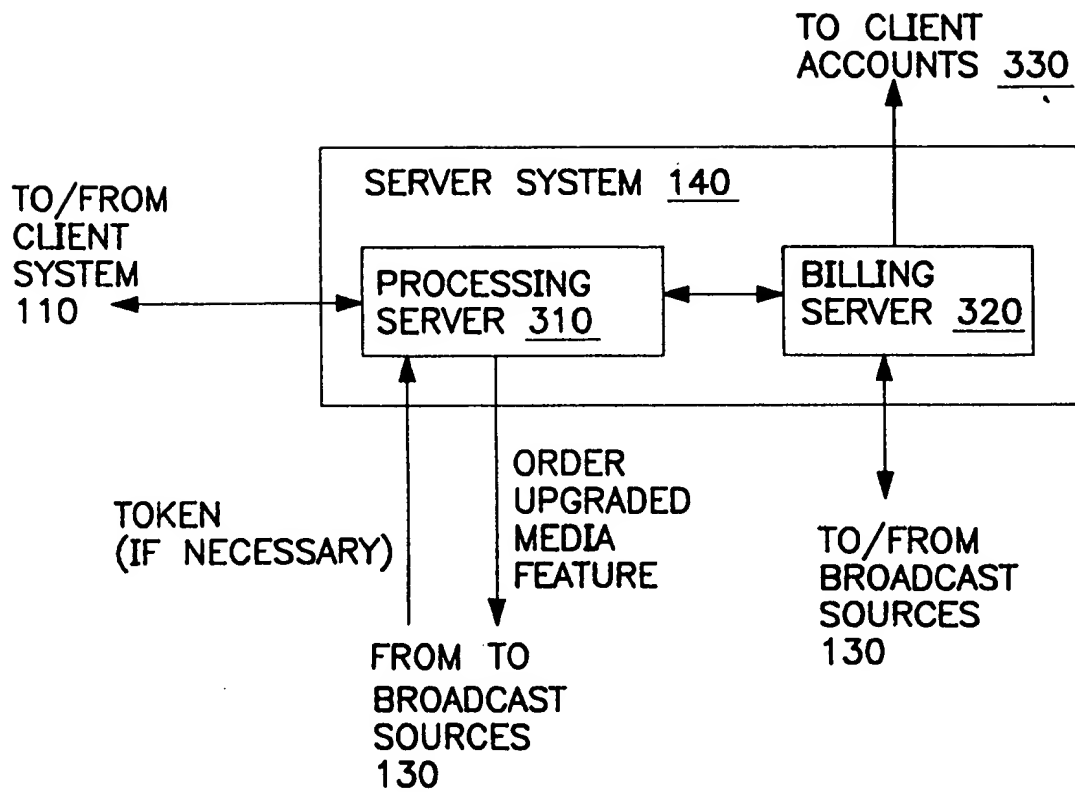 TO CLIENT
ACCOUNTS 330
SERVER SYSTEM 140
TO/FROM
CLIENT
SYSTEM
110
PROCESSING
SERVER 310
BILLING
SERVER 320
TOKEN
(IF NECESSARY)
ORDER
UPGRADED
MEDIA
FEATURE
TO/FROM
BROADCAST
SOURCES
130
FROM TO
BROADCAST
SOURCES
130